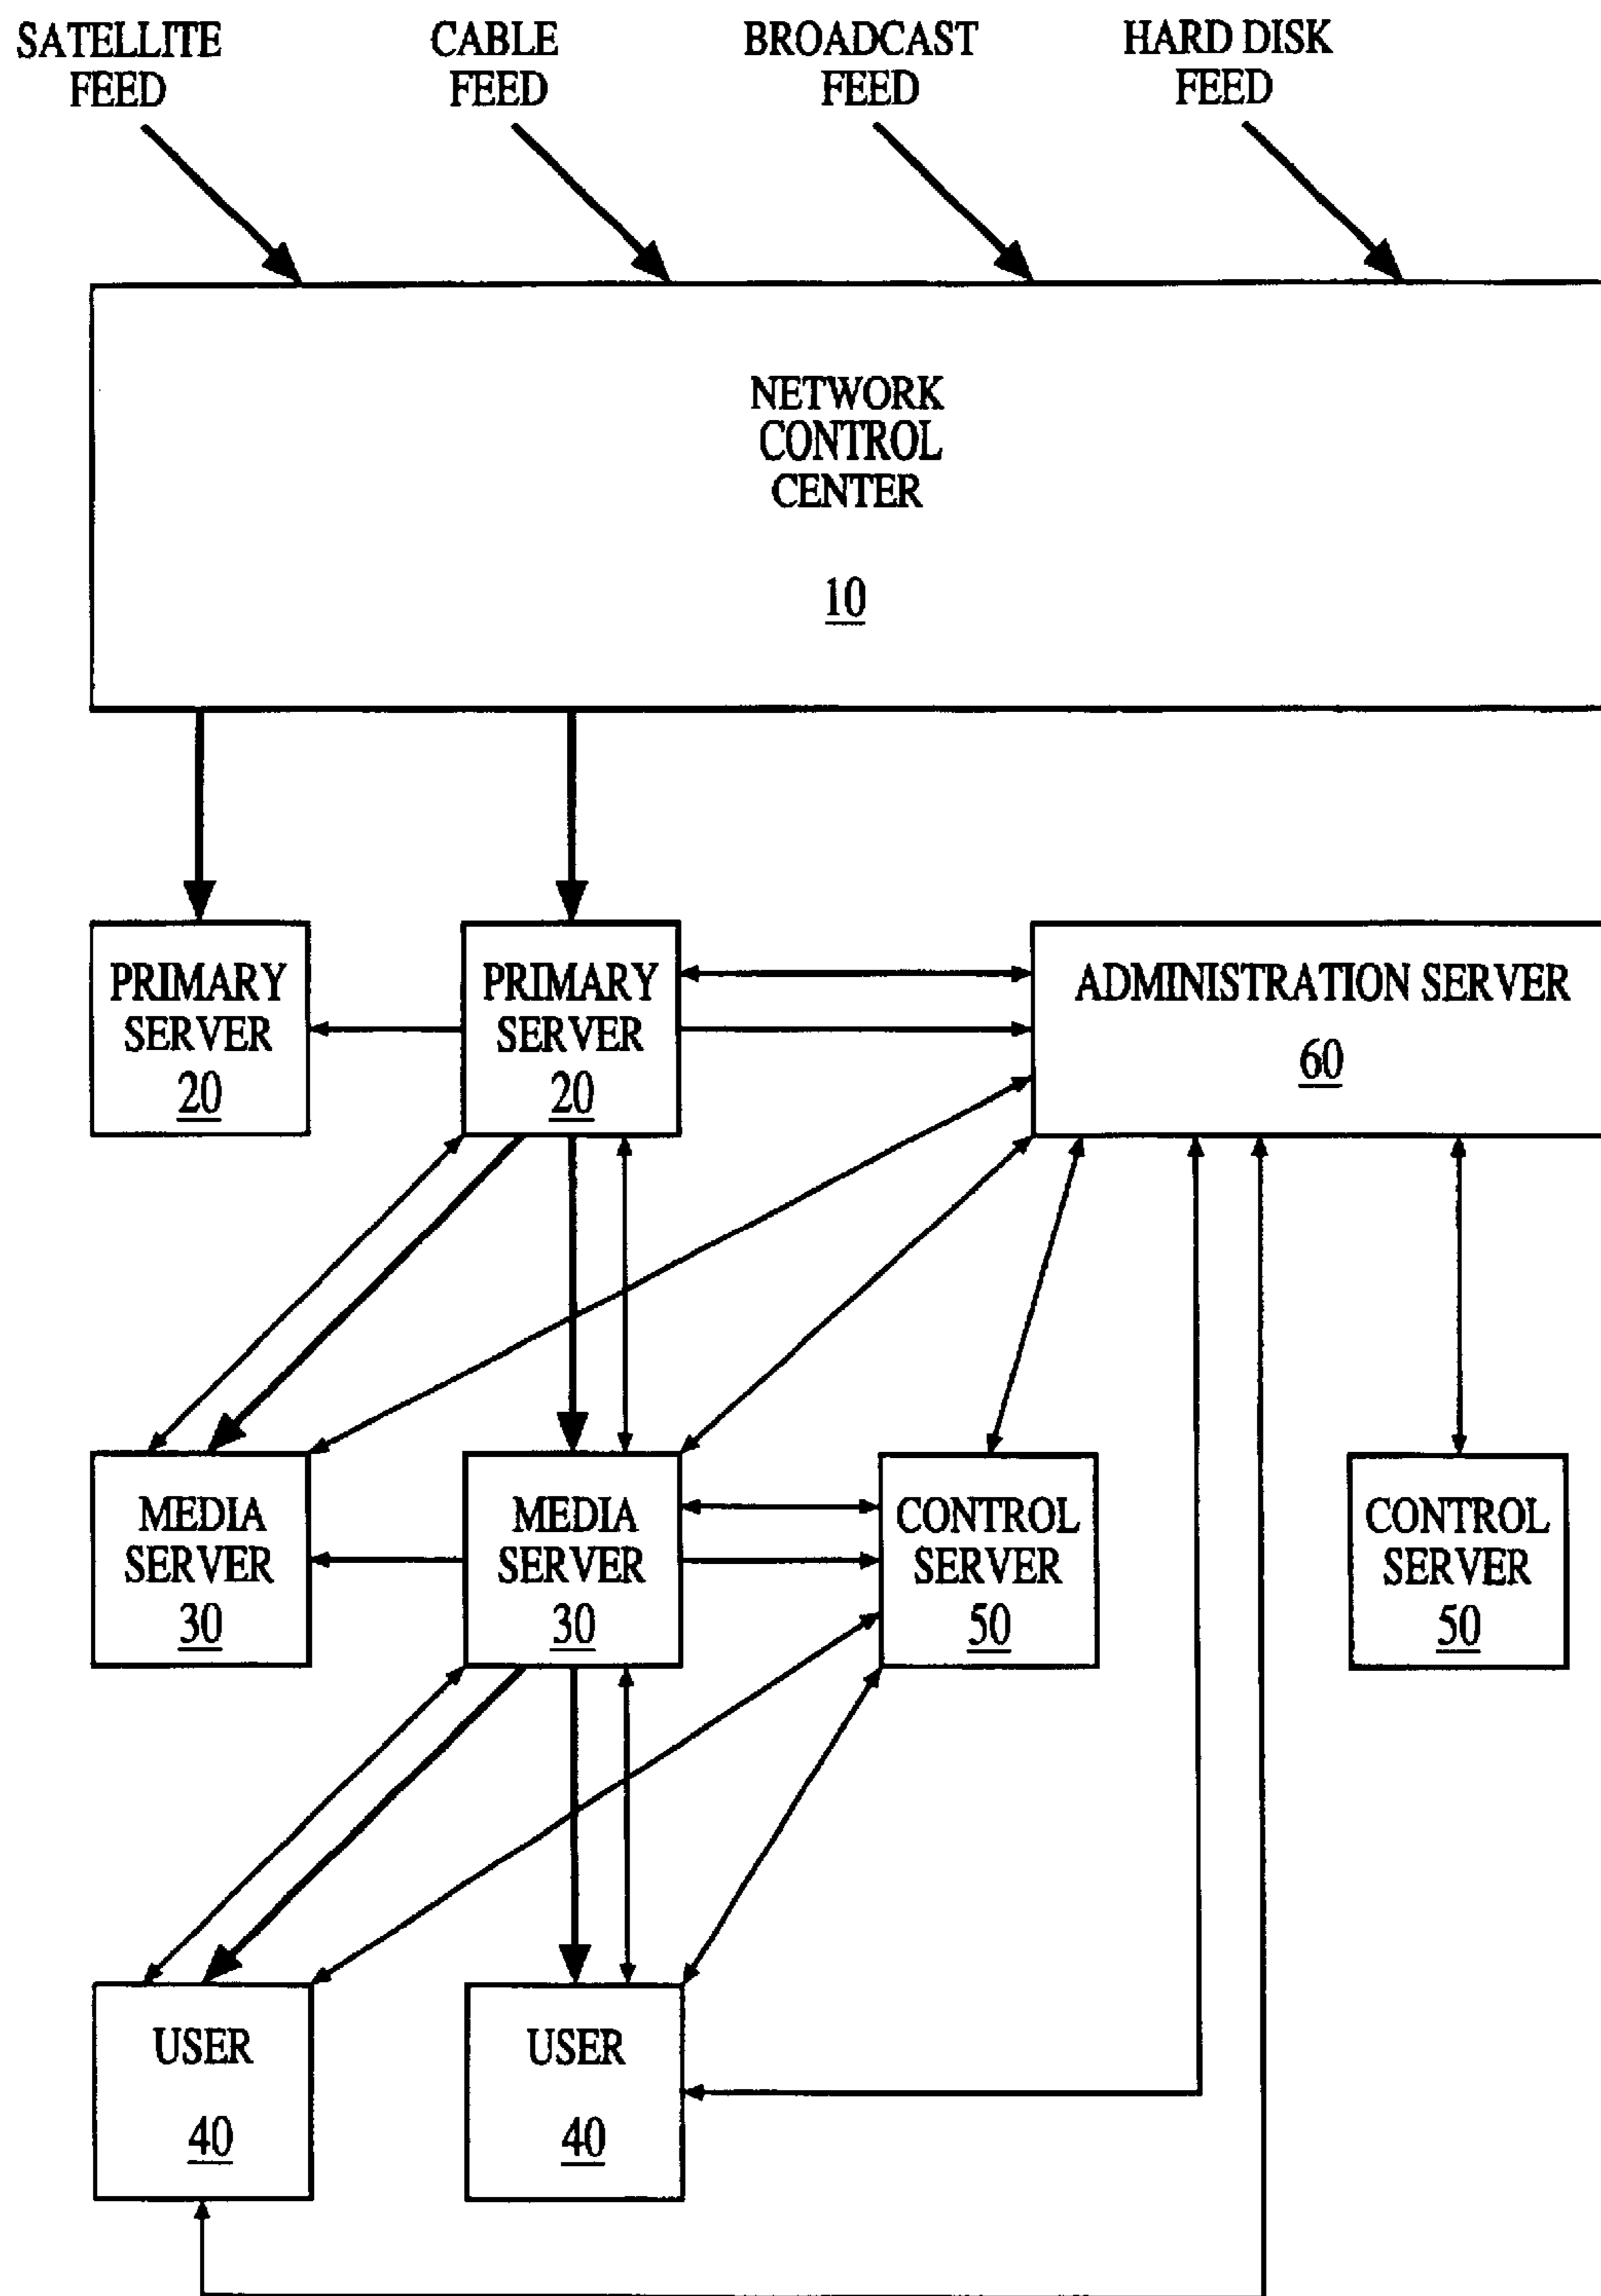 SATELLITE
FEED
CABLE
FEED
BROADCAST
FEED
HARD DISK
FEED
NETWORK
CONTROL
CENTER
10
PRIMARY
SERVER
20
PRIMARY
SERVER
20
ADMINISTRATION SERVER
60
MEDIA
SERVER
30
MEDIA
SERVER
30
CONTROL
SERVER
50
CONTROL
SERVER
50
USER
40
USER
40